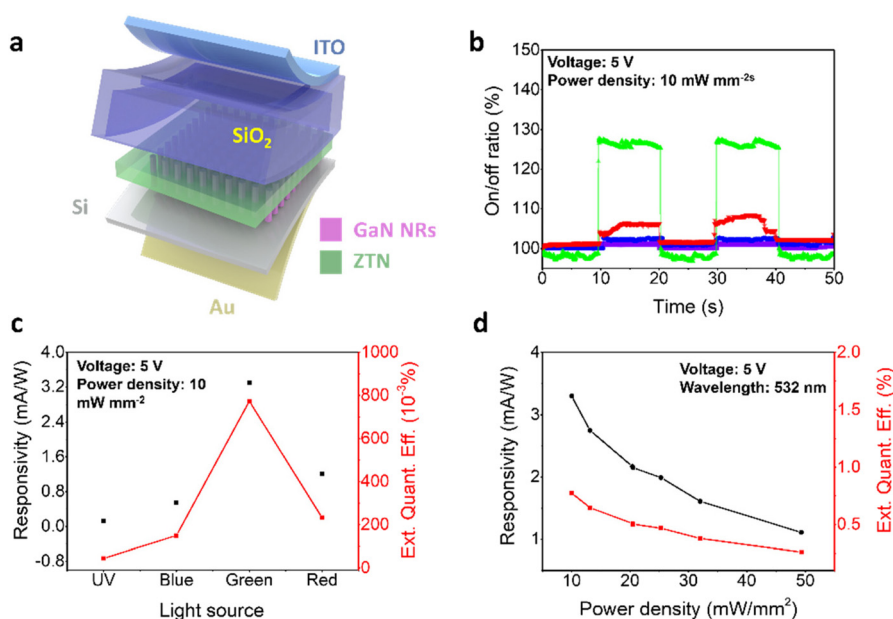 a
ITO
SiO2
Si
GaN NRs
ZTN
Au
b
Voltage: 5 V
Power density: 10 mW mm-2s
On/off ratio (%)
150
140
130
120
110
100
0 10 20 30 40 50
Time (s)
c
Voltage: 5 V
Power density: 10
mW mm-2
Responsivity (mA/W)
4.0
3.2
2.4
1.6
0.8
0.0
-0.8
1000
800
600
400
200
0
Ext. Quant. Eff. (10-3%)
UV Blue Green Red
Light source
d
Voltage: 5 V
Wavelength: 532 nm
Responsivity (mA/W)
4
3
2
1
2.0
1.5
1.0
0.5
Ext. Quant. Eff. (%)
10 20 30 40 50
Power density (mW/mm2)